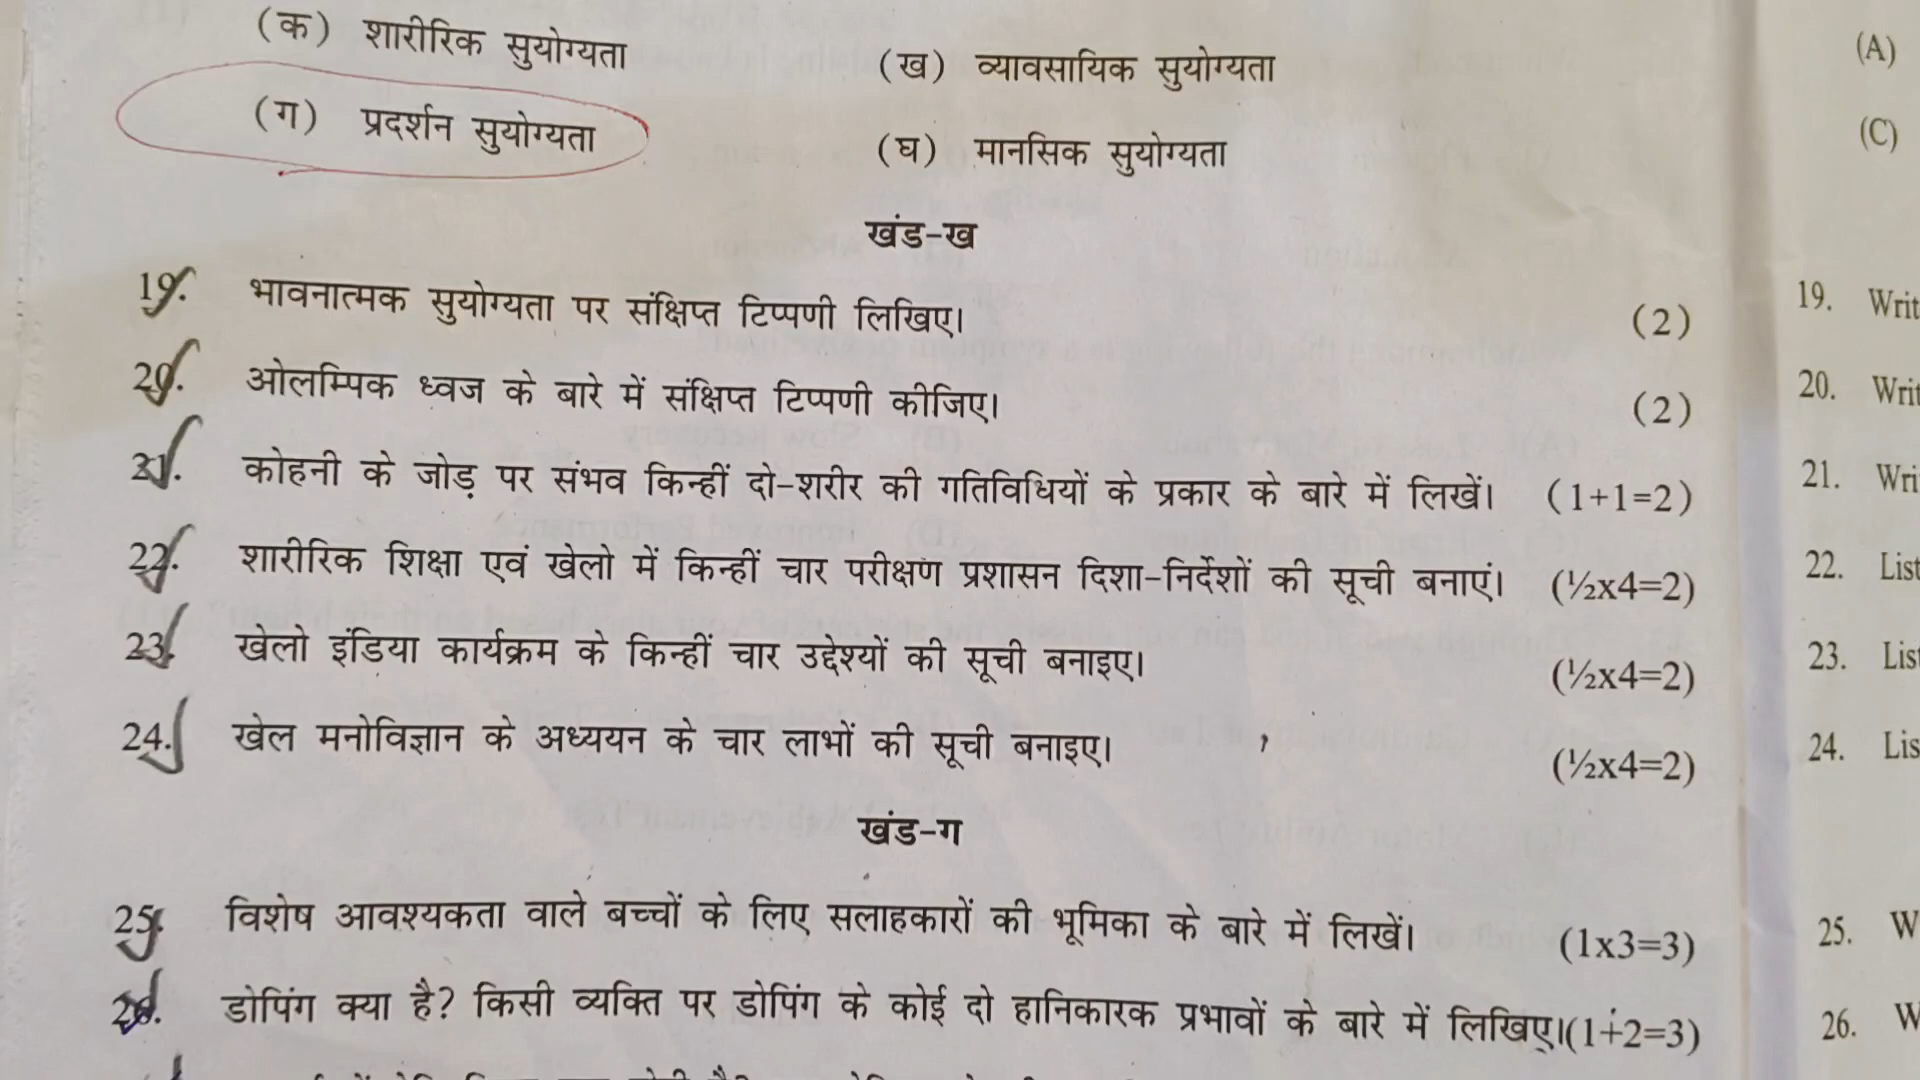 (क) शारीरिक सुयोग्यता (ख) व्यावसायिक सुयोग्यता (A)
(ग) प्रदर्शन सुयोग्यता (घ) मानसिक सुयोग्यता (C)
खंड-ख
19. भावनात्मक सुयोग्यता पर संक्षिप्त टिप्पणी लिखिए। (2) 19. Writ
20. ओलम्पिक ध्वज के बारे में संक्षिप्त टिप्पणी कीजिए। (2) 20. Writ
21. कोहनी के जोड़ पर संभव किन्हीं दो-शरीर की गतिविधियों के प्रकार के बारे में लिखें। (1+1=2) 21. Wri
22. शारीरिक शिक्षा एवं खेलो में किन्हीं चार परीक्षण प्रशासन दिशा-निर्देशों की सूची बनाएं। (½x4=2) 22. List
23. खेलो इंडिया कार्यक्रम के किन्हीं चार उद्देश्यों की सूची बनाइए। (½x4=2) 23. List
24. खेल मनोविज्ञान के अध्ययन के चार लाभों की सूची बनाइए। (½x4=2) 24. Lis
खंड-ग
25. विशेष आवश्यकता वाले बच्चों के लिए सलाहकारों की भूमिका के बारे में लिखें। (1x3=3) 25. W
26. डोपिंग क्या है? किसी व्यक्ति पर डोपिंग के कोई दो हानिकारक प्रभावों के बारे में लिखिए।(1+2=3) 26. W